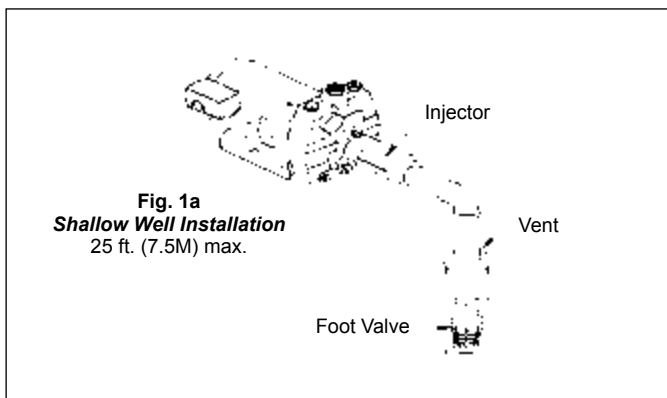 Injector
Fig. 1a
Shallow Well Installation
25 ft. (7.5M) max.
Vent
Foot Valve